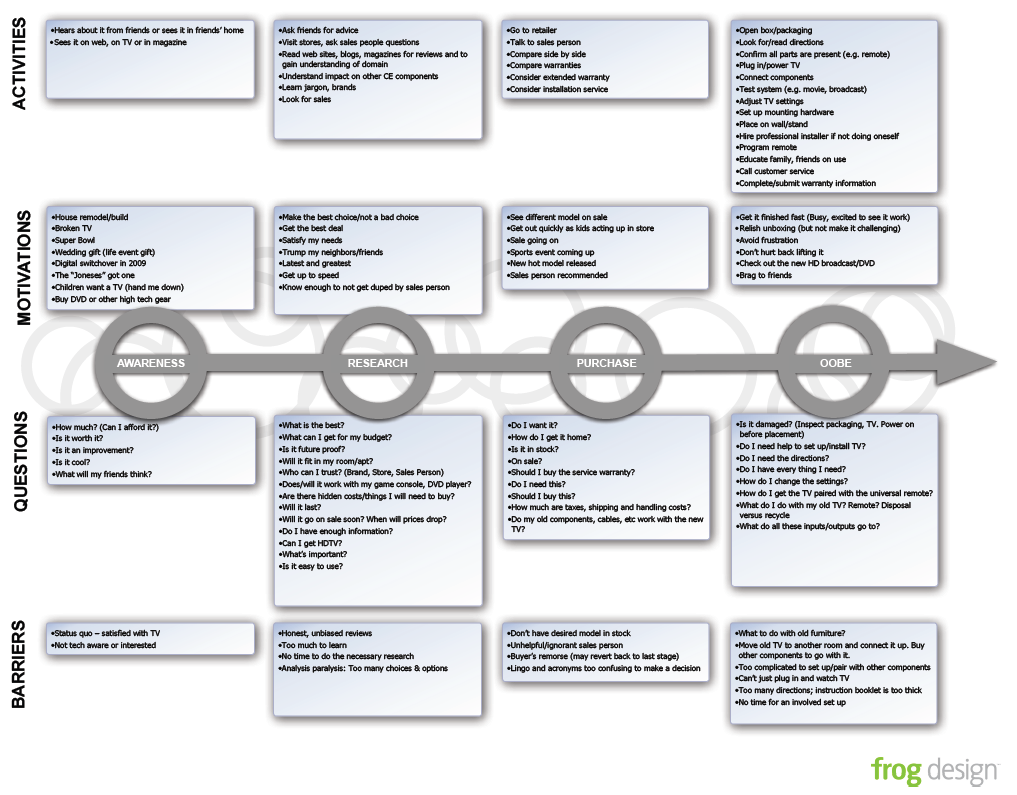 ACTIVITIES
•Hears about it from friends or sees it in friends' home
•Sees it on web, on TV or in magazine
•Ask friends for advice
•Visit stores, ask sales people questions
•Read web sites, blogs, magazines for reviews and to
gain understanding of domain
•Understand impact on other CE components
•Learn jargon, brands
•Look for sales
•Go to retailer
•Talk to sales person
•Compare side by side
•Compare warranties
•Consider extended warranty
•Consider installation service
•Open box/packaging
•Look for/read directions
•Confirm all parts are present (e.g. remote)
•Plug in/power TV
•Connect components
•Test system (e.g. movie, broadcast)
•Adjust TV settings
•Set up mounting hardware
•Place on wall/stand
•Hire professional installer if not doing oneself
•Program remote
•Educate family, friends on use
•Call customer service
•Complete/submit warranty information
MOTIVATIONS
•House remodel/build
•Broken TV
•Super Bowl
•Wedding gift (life event gift)
•Digital switchover in 2009
•The "Joneses" got one
•Children want a TV (hand me down)
•Buy DVD or other high tech gear
•Make the best choice/not a bad choice
•Get the best deal
•Satisfy my needs
•Trump my neighbors/friends
•Latest and greatest
•Get up to speed
•Know enough to not get duped by sales person
•See different model on sale
•Get out quickly as kids acting up in store
•Sale going on
•Sports event coming up
•New hot model released
•Sales person recommended
•Get it finished fast (Busy, excited to see it work)
•Relish unboxing (but not make it challenging)
•Avoid frustration
•Don't hurt back lifting it
•Check out the new HD broadcast/DVD
•Brag to friends
AWARENESS
RESEARCH
PURCHASE
OOBE
QUESTIONS
•How much? (Can I afford it?)
•Is it worth it?
•Is it an improvement?
•Is it cool?
•What will my friends think?
•What is the best?
•What can I get for my budget?
•Is it future proof?
•Will it fit in my room/apt?
•Who can I trust? (Brand, Store, Sales Person)
•Does/will it work with my game console, DVD player?
•Are there hidden costs/things I will need to buy?
•Will it last?
•Will it go on sale soon? When will prices drop?
•Do I have enough information?
•Can I get HDTV?
•What's important?
•Is it easy to use?
•Do I want it?
•How do I get it home?
•Is it in stock?
•On sale?
•Should I buy the service warranty?
•Do I need this?
•Should I buy this?
•How much are taxes, shipping and handling costs?
•Do my old components, cables, etc work with the new
TV?
•Is it damaged? (Inspect packaging, TV. Power on
before placement)
•Do I need help to set up/install TV?
•Do I need the directions?
•Do I have every thing I need?
•How do I change the settings?
•How do I get the TV paired with the universal remote?
•What do I do with my old TV? Remote? Disposal
versus recycle
•What do all these inputs/outputs go to?
BARRIERS
•Status quo – satisfied with TV
•Not tech aware or interested
•Honest, unbiased reviews
•Too much to learn
•No time to do the necessary research
•Analysis paralysis: Too many choices & options
•Don't have desired model in stock
•Unhelpful/ignorant sales person
•Buyer's remorse (may revert back to last stage)
•Lingo and acronyms too confusing to make a decision
•What to do with old furniture?
•Move old TV to another room and connect it up. Buy
other components to go with it.
•Too complicated to set up/pair with other components
•Can't just plug in and watch TV
•Too many directions; instruction booklet is too thick
•No time for an involved set up
frog design